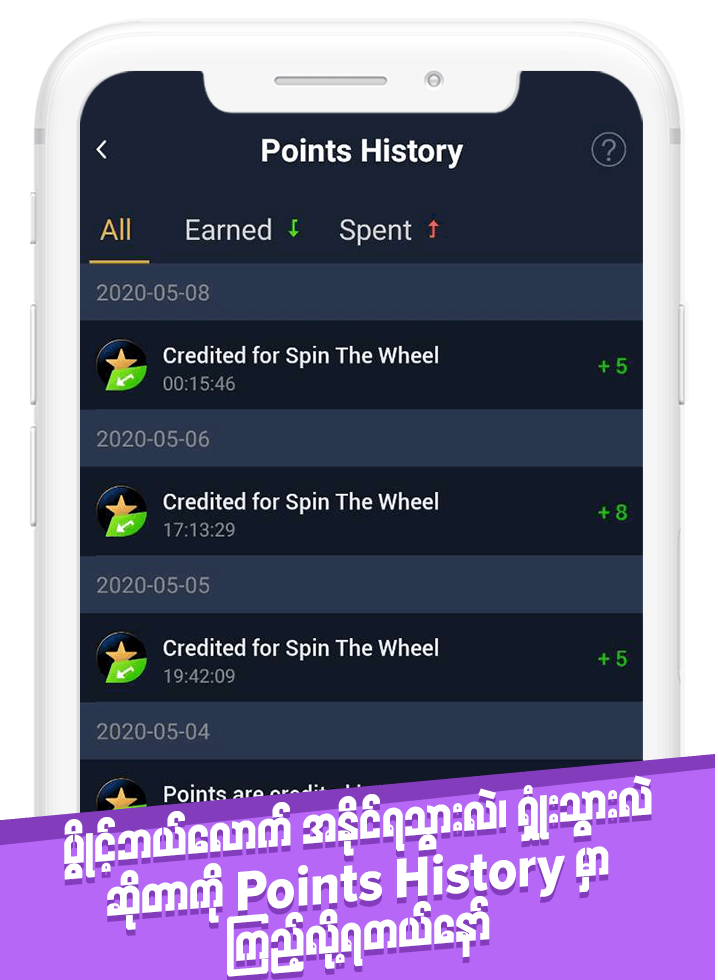 Points History
?
All Earned Spent
2020-05-08
Credited for Spin The Wheel
00:15:46
+ 5
2020-05-06
Credited for Spin The Wheel
17:13:29
+ 8
2020-05-05
Credited for Spin The Wheel
19:42:09
+ 5
2020-05-04
Points are credited
ပွိုင့်ဘယ်လောက် အနိုင်ရသွားလဲ၊ ရှုံးသွားလဲ
ဆိုတာကို Points History မှာ
ကြည့်လို့ရတယ်နော်